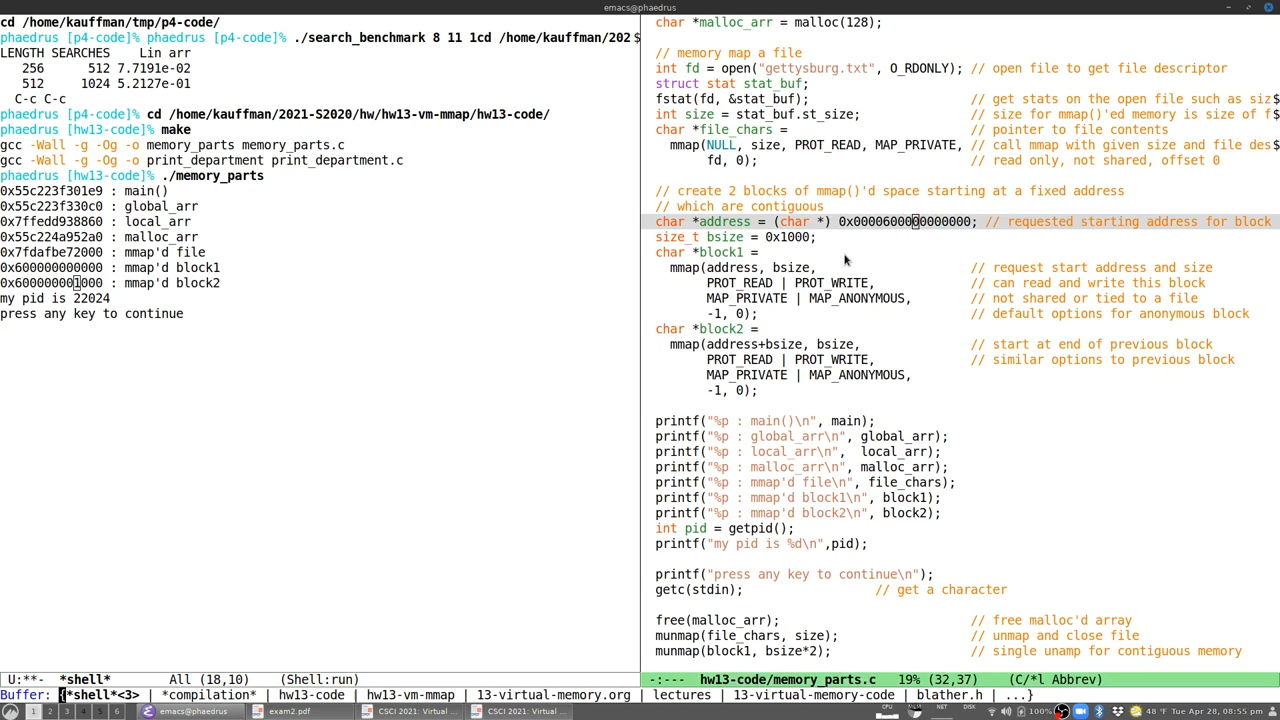 emacs@phaedrus
cd /home/kauffman/tmp/p4-code/
phaedrus [p4-code]% phaedrus [p4-code]% ./search_benchmark 8 11 1cd /home/kauffman/202$
LENGTH SEARCHES    Lin arr
   256      512 7.7191e-02
   512     1024 5.2127e-01
  C-c C-c
phaedrus [p4-code]% cd /home/kauffman/2021-S2020/hw/hw13-vm-mmap/hw13-code/
phaedrus [hw13-code]% make
gcc -Wall -g -Og -o memory_parts memory_parts.c
gcc -Wall -g -Og -o print_department print_department.c
phaedrus [hw13-code]% ./memory_parts
0x55c223f301e9 : main()
0x55c223f330c0 : global_arr
0x7ffedd938860 : local_arr
0x55c224a952a0 : malloc_arr
0x7fdafbe72000 : mmap'd file
0x600000000000 : mmap'd block1
0x600000001000 : mmap'd block2
my pid is 22024
press any key to continue
U:**-  *shell*        All (18,10)    (Shell:run)
char *malloc_arr = malloc(128);
// memory map a file
int fd = open("gettysburg.txt", O_RDONLY); // open file to get file descriptor
struct stat stat_buf;
fstat(fd, &stat_buf);                      // get stats on the open file such as siz$
int size = stat_buf.st_size;               // size for mmap()'ed memory is size of f$
char *file_chars =                         // pointer to file contents
  mmap(NULL, size, PROT_READ, MAP_PRIVATE, // call mmap with given size and file des$
       fd, 0);                             // read only, not shared, offset 0
// create 2 blocks of mmap()'d space starting at a fixed address
// which are contiguous
char *address = (char *) 0x0000600000000000; // requested starting address for block
size_t bsize = 0x1000;
char *block1 =
  mmap(address, bsize,                     // request start address and size
       PROT_READ | PROT_WRITE,             // can read and write this block
       MAP_PRIVATE | MAP_ANONYMOUS,        // not shared or tied to a file
       -1, 0);                             // default options for anonymous block
char *block2 =
  mmap(address+bsize, bsize,               // start at end of previous block
       PROT_READ | PROT_WRITE,             // similar options to previous block
       MAP_PRIVATE | MAP_ANONYMOUS,
       -1, 0);
printf("%p : main()\n", main);
printf("%p : global_arr\n", global_arr);
printf("%p : local_arr\n",  local_arr);
printf("%p : malloc_arr\n", malloc_arr);
printf("%p : mmap'd file\n", file_chars);
printf("%p : mmap'd block1\n", block1);
printf("%p : mmap'd block2\n", block2);
int pid = getpid();
printf("my pid is %d\n",pid);
printf("press any key to continue\n");
getc(stdin);                  // get a character
free(malloc_arr);                          // free malloc'd array
munmap(file_chars, size);                  // unmap and close file
munmap(block1, bsize*2);                   // single unamp for contiguous memory
-:---  hw13-code/memory_parts.c   19% (32,37)    (C/*l Abbrev)
Buffer: {*shell*<3> | *compilation* | hw13-code | hw13-vm-mmap | 13-virtual-memory.org | lectures | 13-virtual-memory-code | blather.h | ...}
1 2 3 4 5 6 emacs@phaedrus exam2.pdf CSCI 2021: Virtual ... CSCI 2021: Virtual ... CPU MEM NET DISK 100% 48 °F Tue Apr 28, 08:55 pm